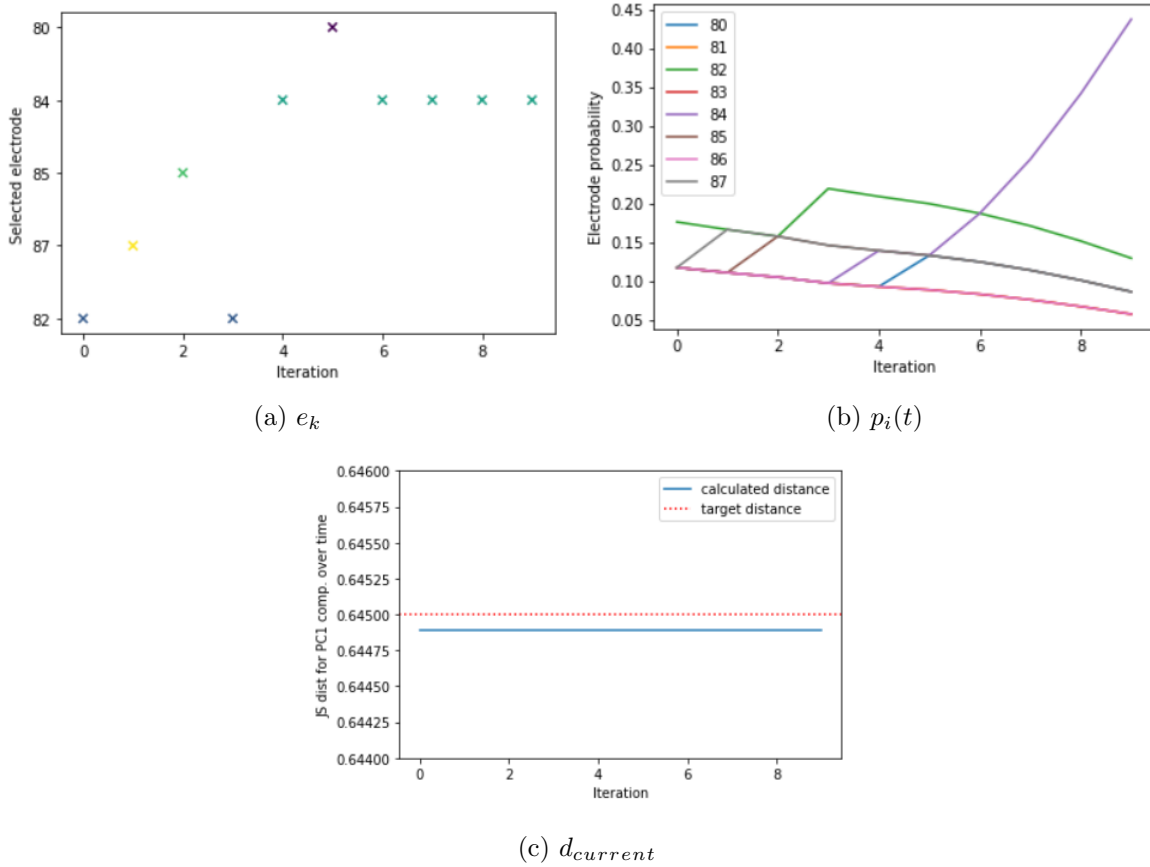 80
84
85
87
82
Selected electrode
0 2 4 6 8
Iteration
(a) e_k
0.45
0.40
0.35
0.30
0.25
0.20
0.15
0.10
0.05
Electrode probability
80
81
82
83
84
85
86
87
0 2 4 6 8
Iteration
(b) p_i(t)
0.64600
0.64575
0.64550
0.64525
0.64500
0.64475
0.64450
0.64425
0.64400
JS dist for PC1 comp. over time
calculated distance
target distance
0 2 4 6 8
Iteration
(c) d_{current}